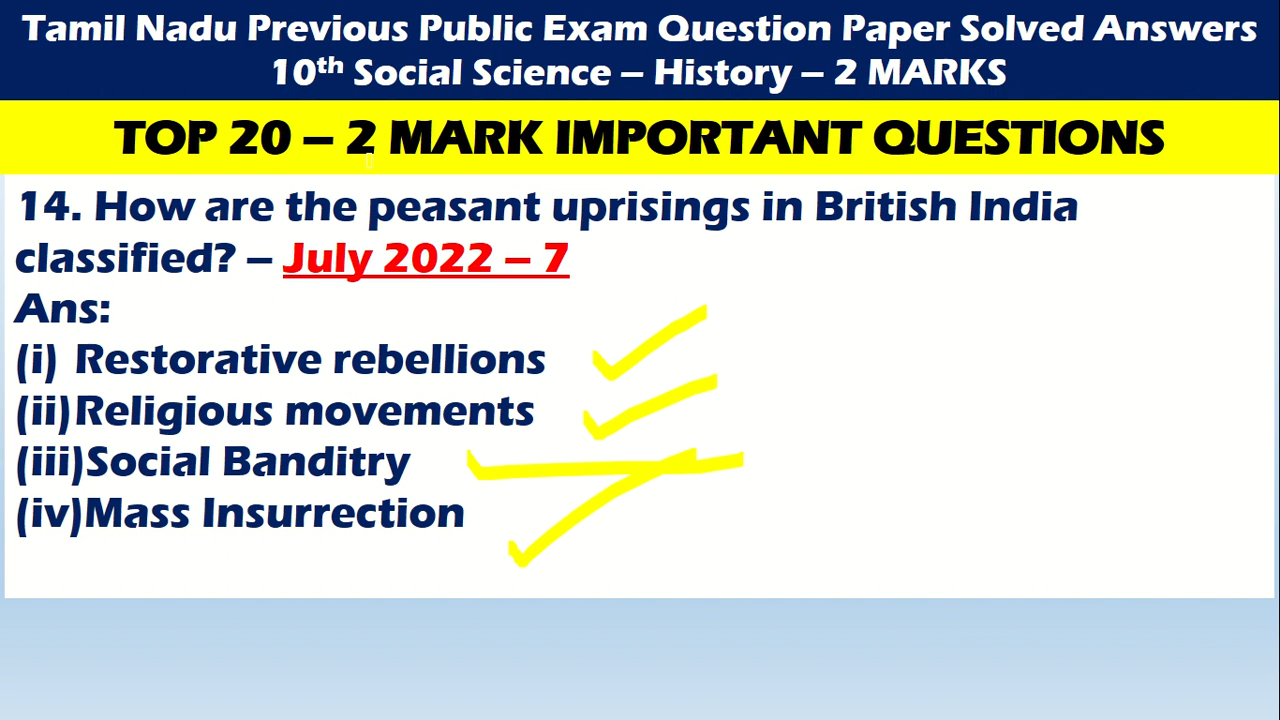 Tamil Nadu Previous Public Exam Question Paper Solved Answers
10th Social Science – History – 2 MARKS
TOP 20 – 2 MARK IMPORTANT QUESTIONS
14. How are the peasant uprisings in British India
classified? – July 2022 – 7
Ans:
(i) Restorative rebellions
(ii)Religious movements
(iii)Social Banditry
(iv)Mass Insurrection